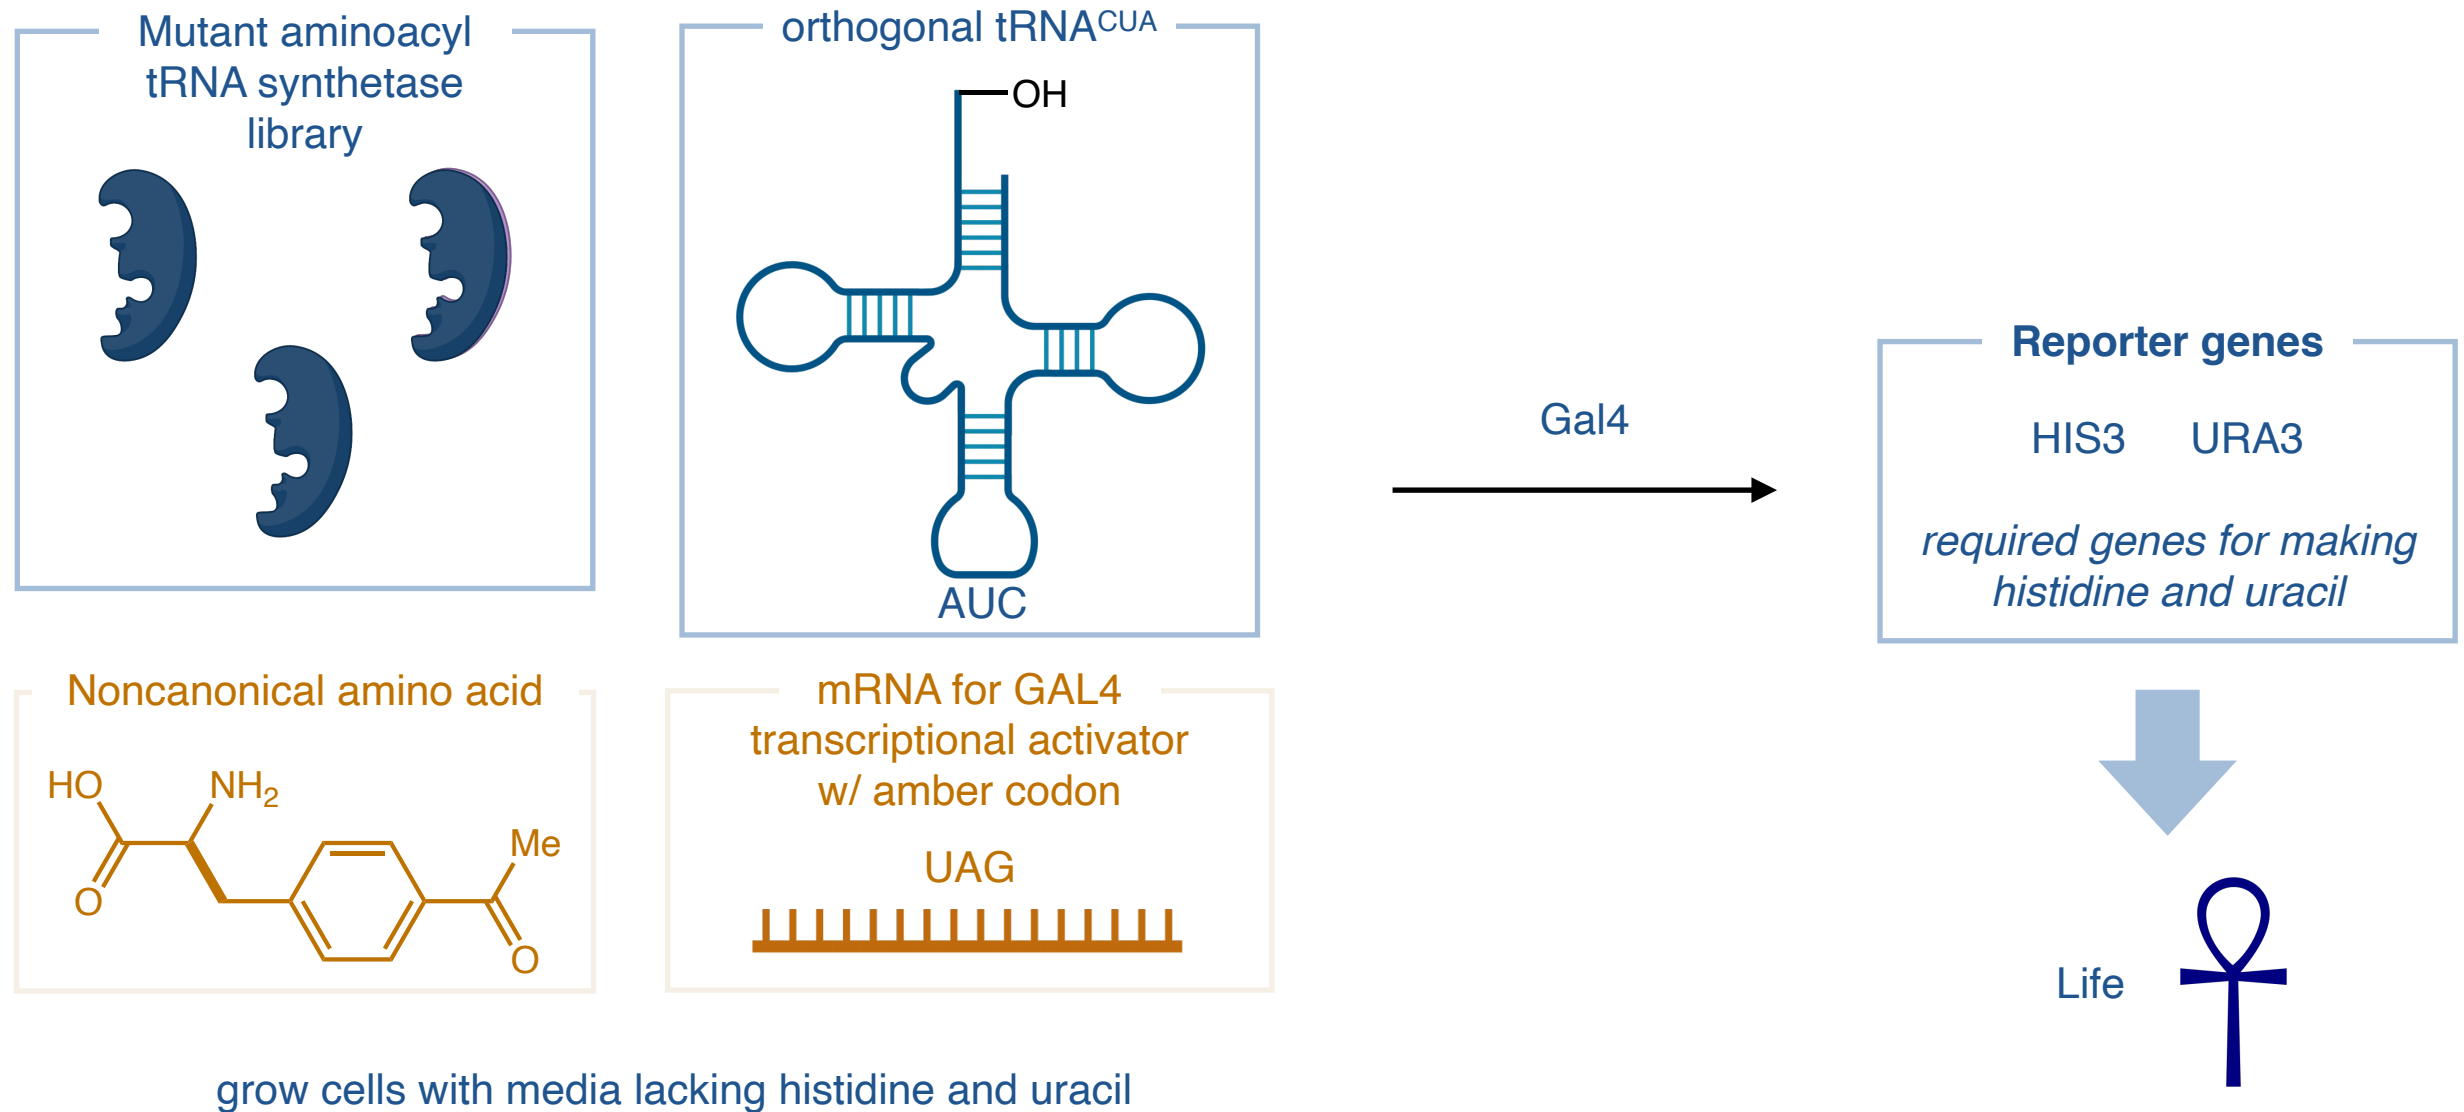 Mutant aminoacyl
tRNA synthetase
library
orthogonal tRNACUA
OH
AUC
Gal4
Reporter genes
HIS3 URA3
required genes for making
histidine and uracil
Noncanonical amino acid
HO
NH2
O
Me
O
mRNA for GAL4
transcriptional activator
w/ amber codon
UAG
Life
grow cells with media lacking histidine and uracil